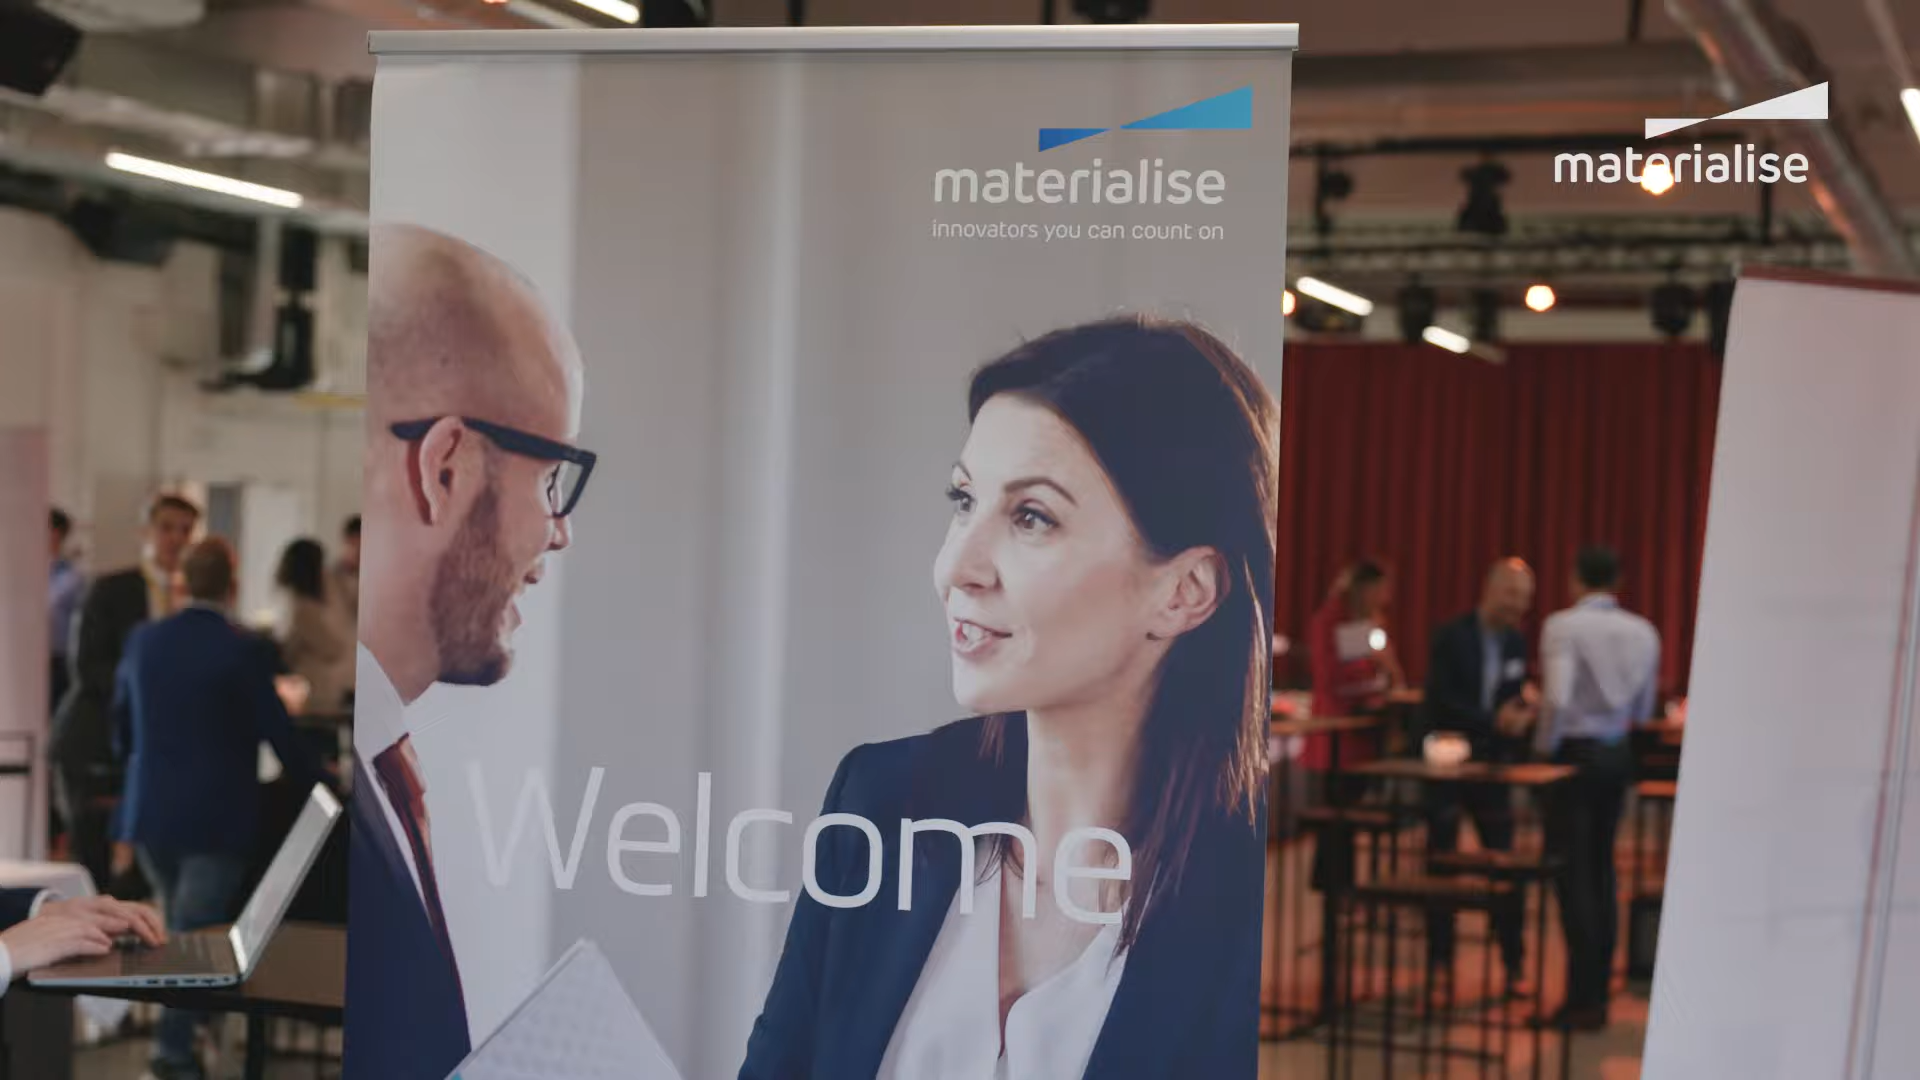 materialise
innovators you can count on
materialise
Welcome